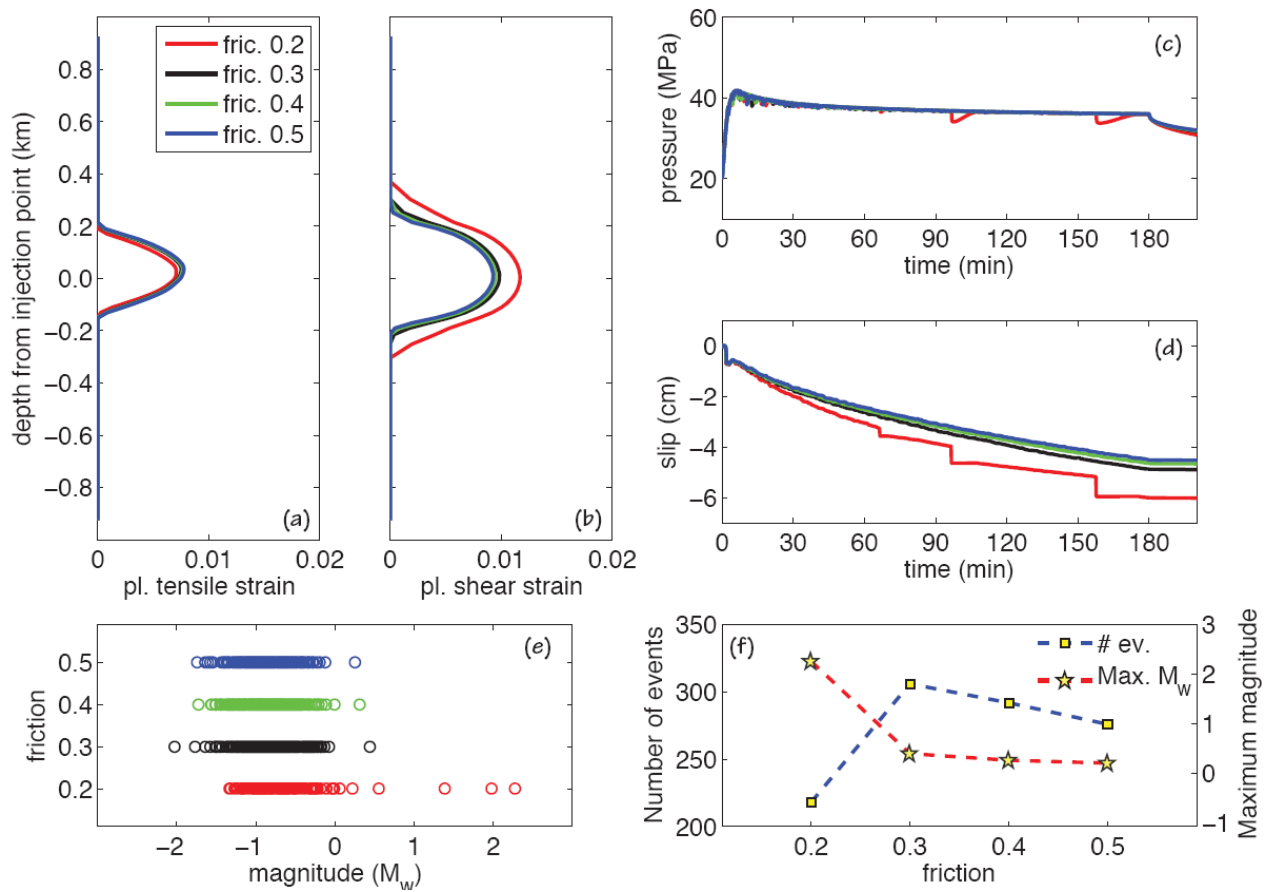 fric. 0.2
fric. 0.3
fric. 0.4
fric. 0.5
depth from injection point (km)
0.8
0.6
0.4
0.2
0.0
−0.2
−0.4
−0.6
−0.8
(a)
0
0.01
0.02
pl. tensile strain
(b)
0
0.01
0.02
pl. shear strain
(c)
pressure (MPa)
60
40
20
0
30
60
90
120
150
180
time (min)
(d)
slip (cm)
0
−2
−4
−6
0
30
60
90
120
150
180
time (min)
(e)
friction
0.5
0.4
0.3
0.2
−2
−1
0
1
2
magnitude (Mw)
(f)
# ev.
Max. Mw
Number of events
350
300
250
200
0.2
0.3
0.4
0.5
friction
3
2
1
0
−1
Maximum magnitude